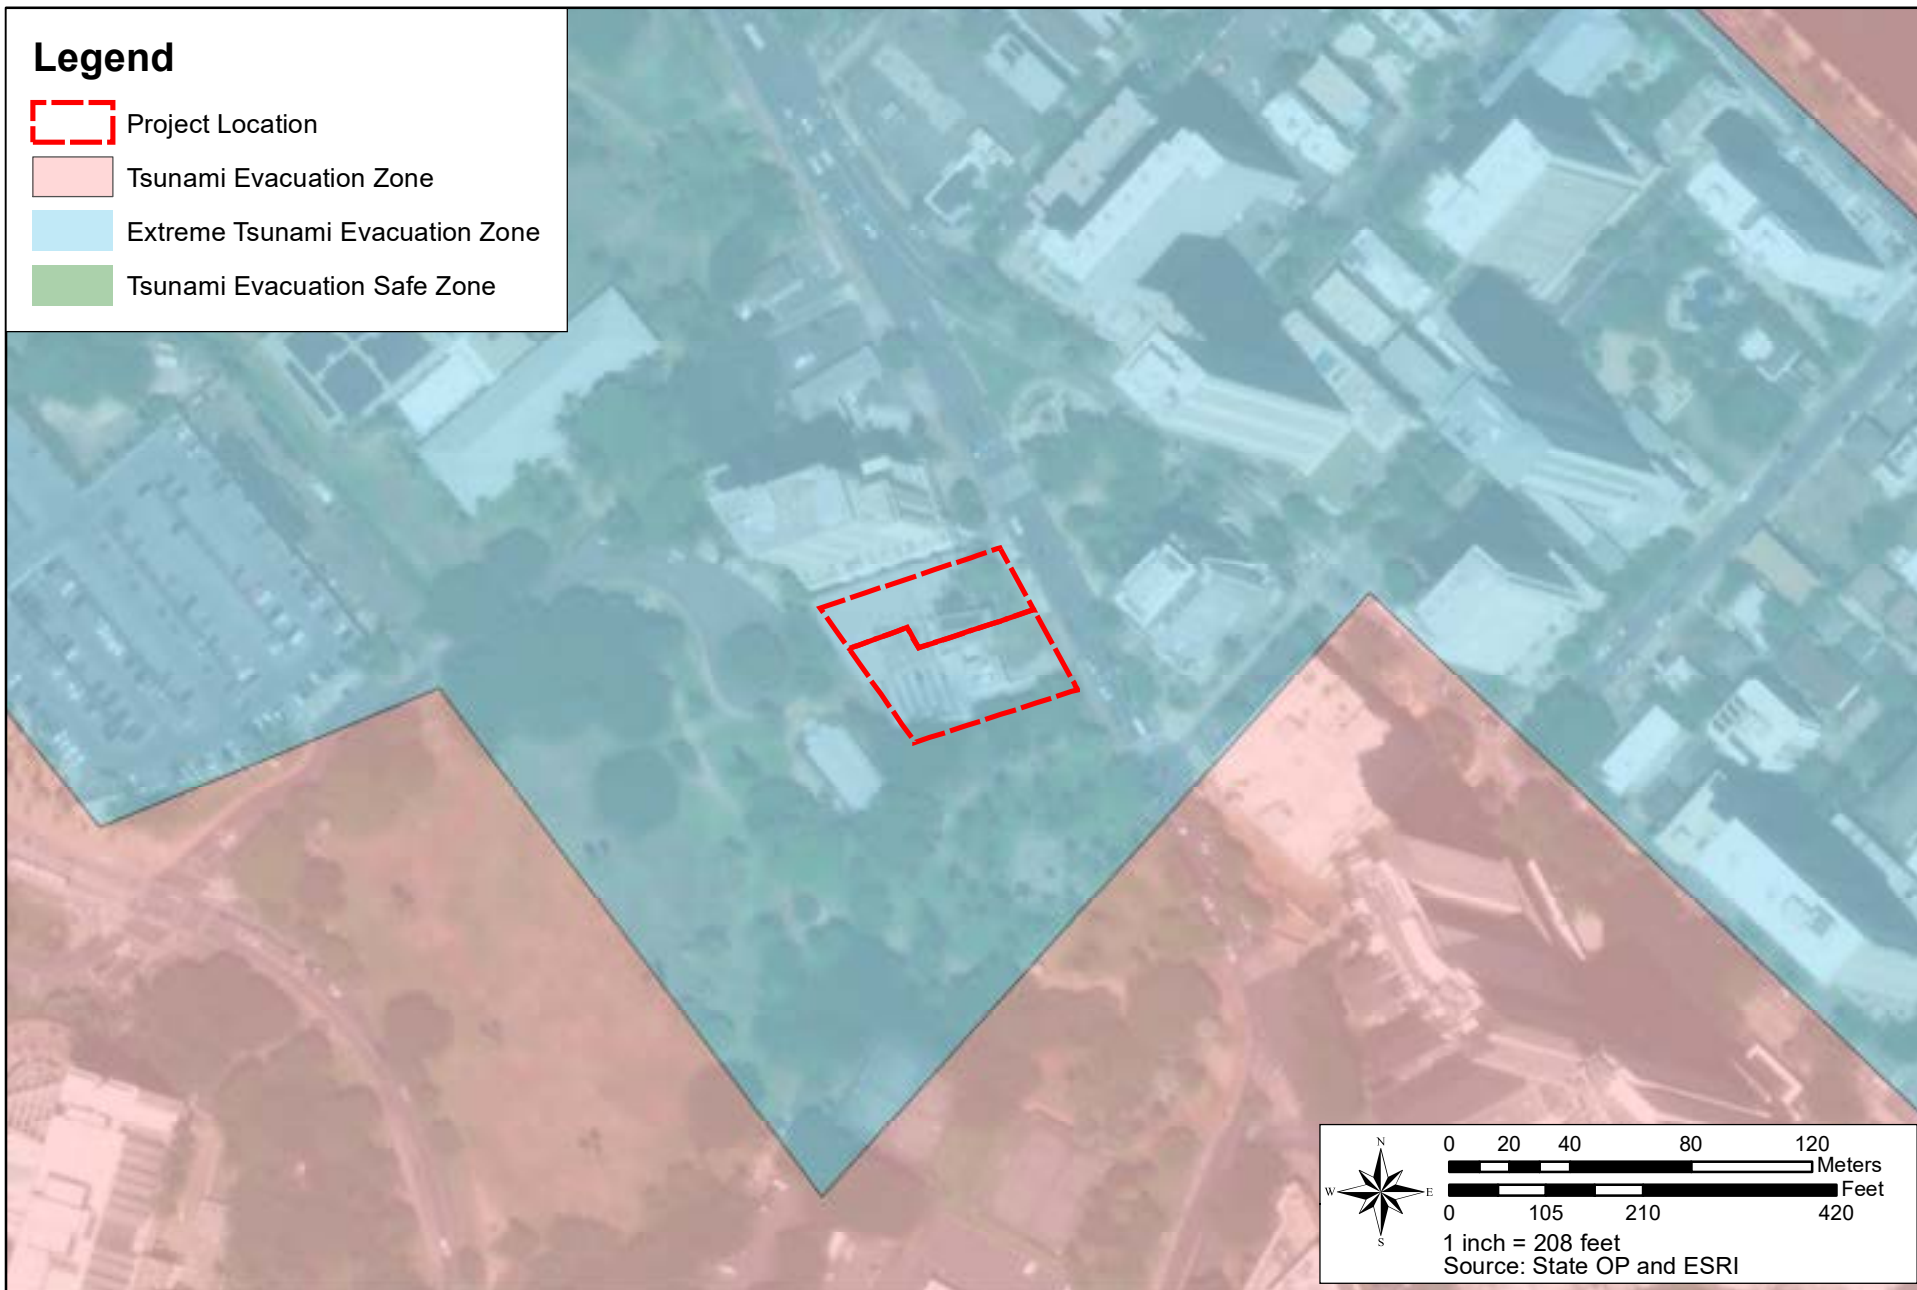 Legend
Project Location
Tsunami Evacuation Zone
Extreme Tsunami Evacuation Zone
Tsunami Evacuation Safe Zone
N
W E
S
0 20 40 80 120
Meters
Feet
0 105 210 420
1 inch = 208 feet
Source: State OP and ESRI